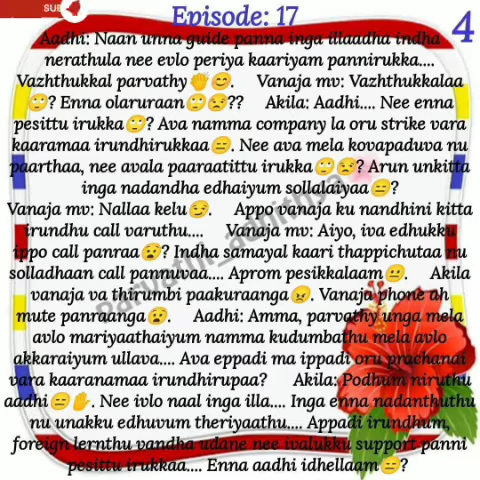 SUB
Episode: 17
4
Aadhi: Naan unna guide panna inga illaadha indha
nerathula nee evlo periya kaariyam pannirukka....
Vazhthukkal parvathy👏😊. Vanaja mv: Vazhthukkalaa
🙄? Enna olaruraan🙄😒?? Akila: Aadhi.... Nee enna
pesittu irukka🙄? Ava namma company la oru strike vara
kaaramaa irundhirukkaa😑. Nee ava mela kovapaduva nu
paarthaa, nee avala paaraatittu irukka🙄😒? Arun unkitta
inga nadandha edhaiyum sollalaiyaa😑?
Vanaja mv: Nallaa kelu😏. Appo vanaja ku nandhini kitta
irundhu call varuthu.... Vanaja mv: Aiyo, iva edhukku
ippo call panraa😧? Indha samayal kaari thappichutaa nu
solladhaan call pannuvaa.... Aprom pesikkalaam😐. Akila
vanaja va thirumbi paakuraanga😠. Vanaja phone ah
mute panraanga😧. Aadhi: Amma, parvathy unga mela
avlo mariyaathaiyum namma kudumbathu mela avlo
akkaraiyum ullava.... Ava eppadi ma ippadi oru prachanai
vara kaaranamaa irundhirupaa? Akila: Podhum niruthu
aadhi😑✋. Nee ivlo naal inga illa.... Inga enna nadanthuthu
nu unakku edhuvum theriyaathu.... Appadi irundhum,
foreign lernthu vandha udane nee ivalukku support panni
pesittu irukkaa.... Enna aadhi idhellaam😑?